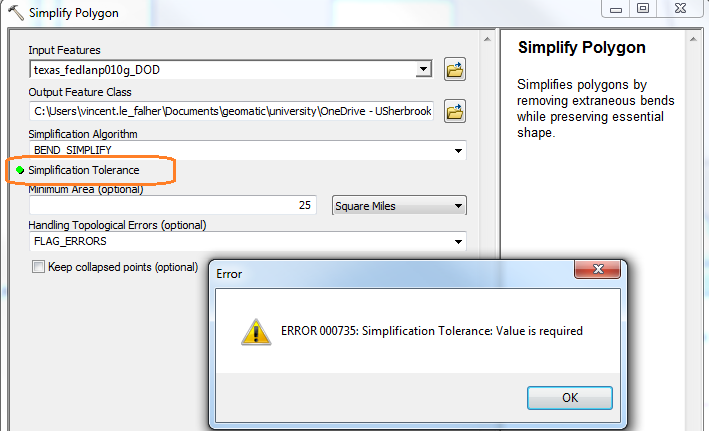 Simplify Polygon
Input Features
texas_fedlanp010g_DOD
Output Feature Class
C:\Users\vincent.le_falher\Documents\geomatic\university\OneDrive - USherbrook
Simplification Algorithm
BEND_SIMPLIFY
Simplification Tolerance
Minimum Area (optional)
25
Square Miles
Handling Topological Errors (optional)
FLAG_ERRORS
Keep collapsed points (optional)
Simplify Polygon
Simplifies polygons by
removing extraneous bends
while preserving essential
shape.
Error
ERROR 000735: Simplification Tolerance: Value is required
OK